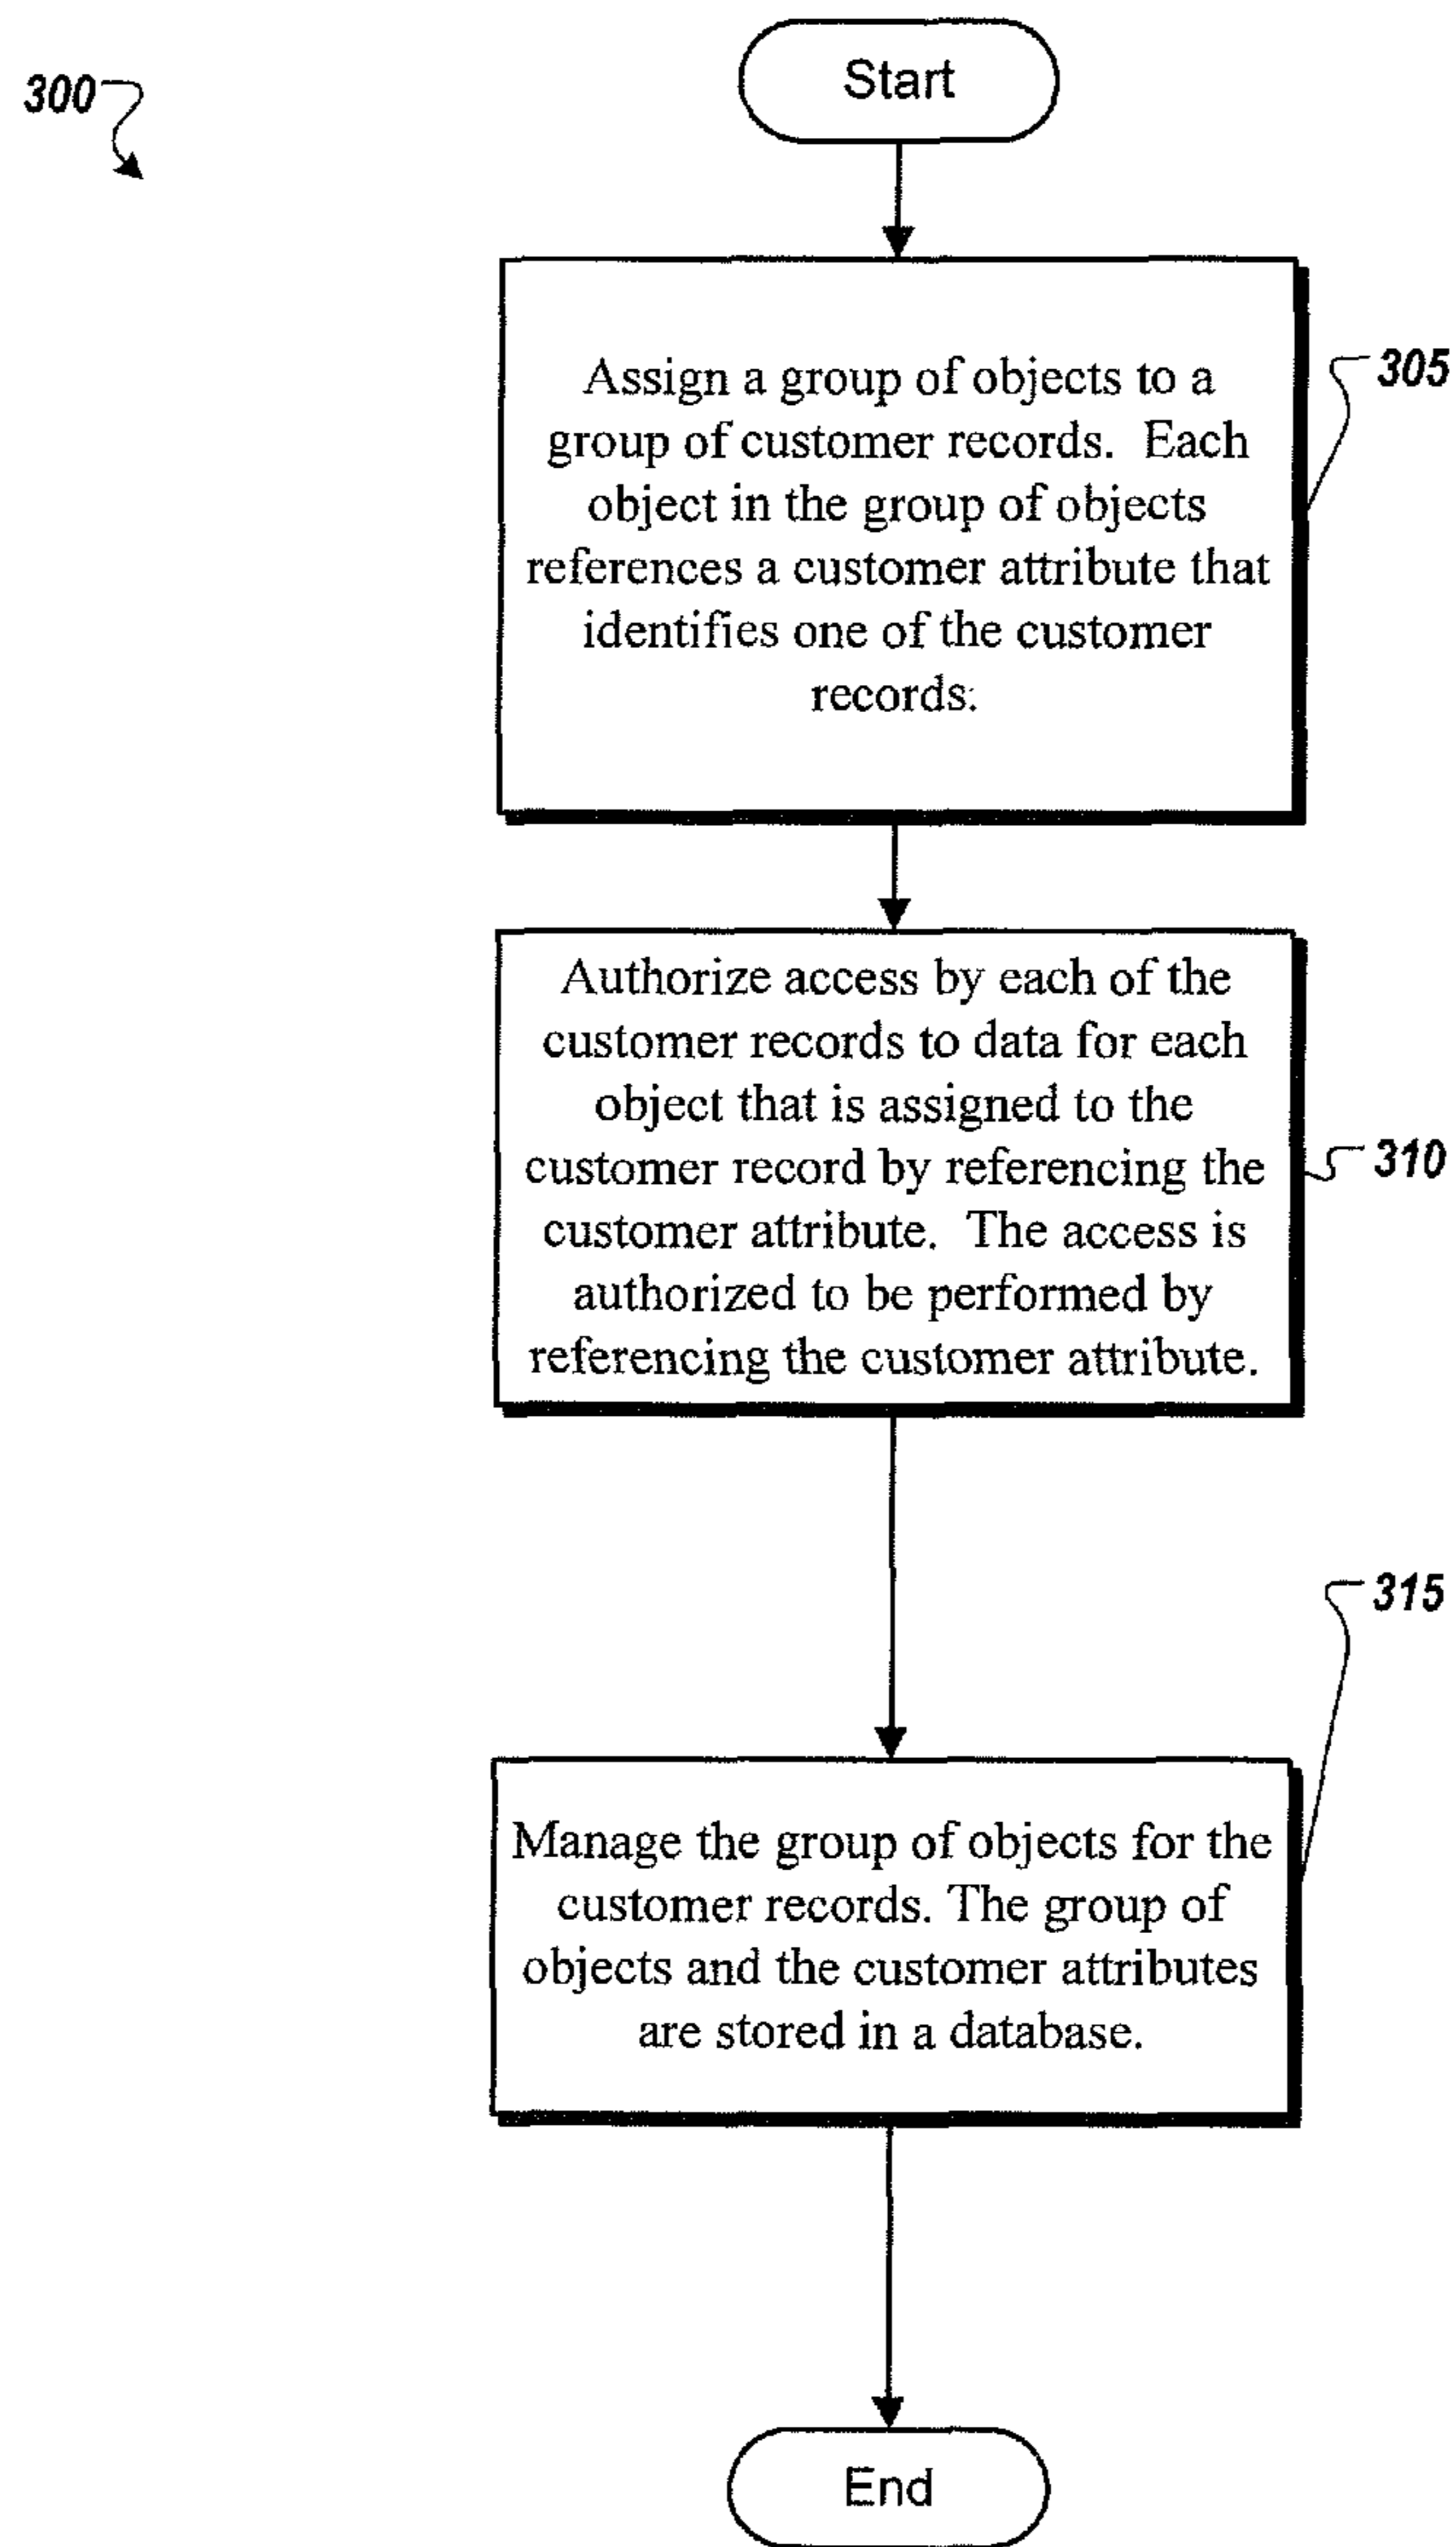 Start
300
Assign a group of objects to a
group of customer records. Each
object in the group of objects
references a customer attribute that
identifies one of the customer
records.
305
Authorize access by each of the
customer records to data for each
object that is assigned to the
customer record by referencing the
customer attribute. The access is
authorized to be performed by
referencing the customer attribute.
310
315
Manage the group of objects for the
customer records. The group of
objects and the customer attributes
are stored in a database.
End